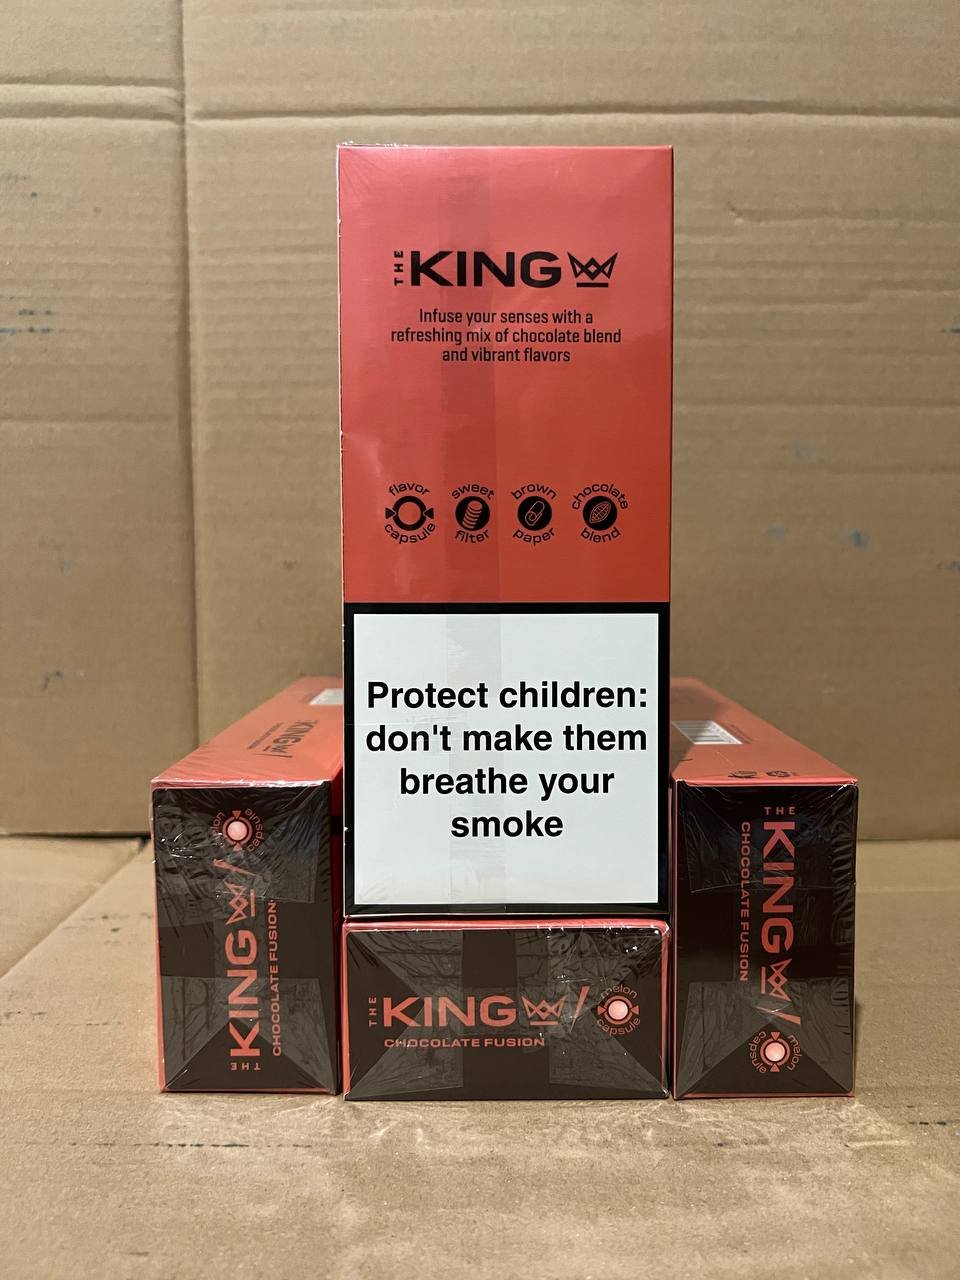 THE KING
Infuse your senses with a
refreshing mix of chocolate blend
and vibrant flavors
flavor capsule
sweet filter
brown paper
chocolate blend
Protect children:
don't make them
breathe your
smoke
KING
THE KING
CHOCOLATE FUSION
capsule
THE KING
CHOCOLATE FUSION
melon capsule
THE KING
CHOCOLATE FUSION
melon capsule